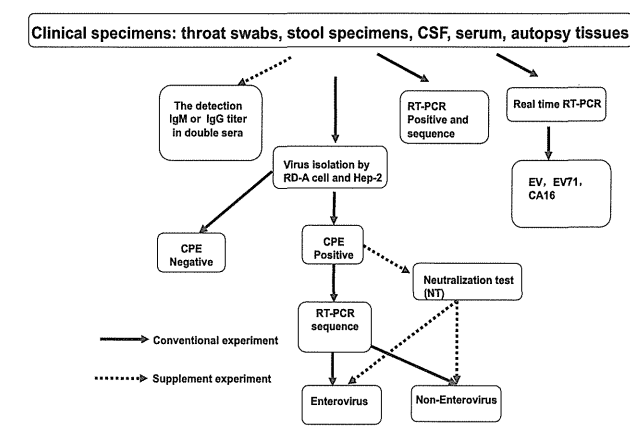 Clinical specimens: throat swabs, stool specimens, CSF, serum, autopsy tissues
The detection
IgM or IgG titer
in double sera
RT-PCR
Positive and
sequence
Real time RT-PCR
EV, EV71,
CA16
Virus isolation by
RD-A cell and Hep-2
CPE
Negative
CPE
Positive
Neutralization test
(NT)
RT-PCR
sequence
Conventional experiment
Supplement experiment
Enterovirus
Non-Enterovirus